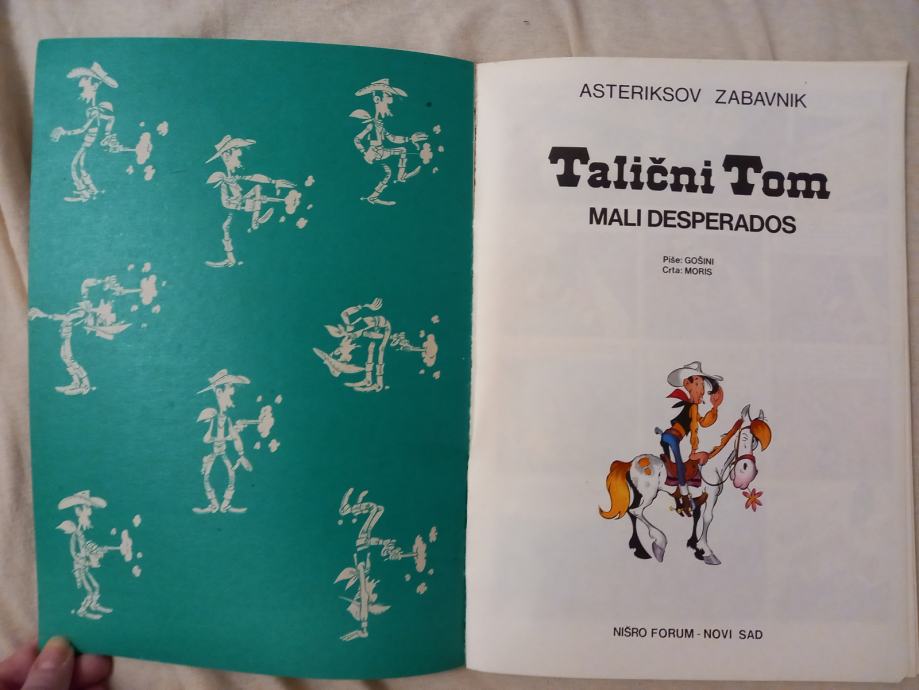 ASTERIKSOV ZABAVNIK
Talični Tom
MALI DESPERADOS
Piše: GOŠINI
Crta: MORIS
NIŠRO FORUM - NOVI SAD